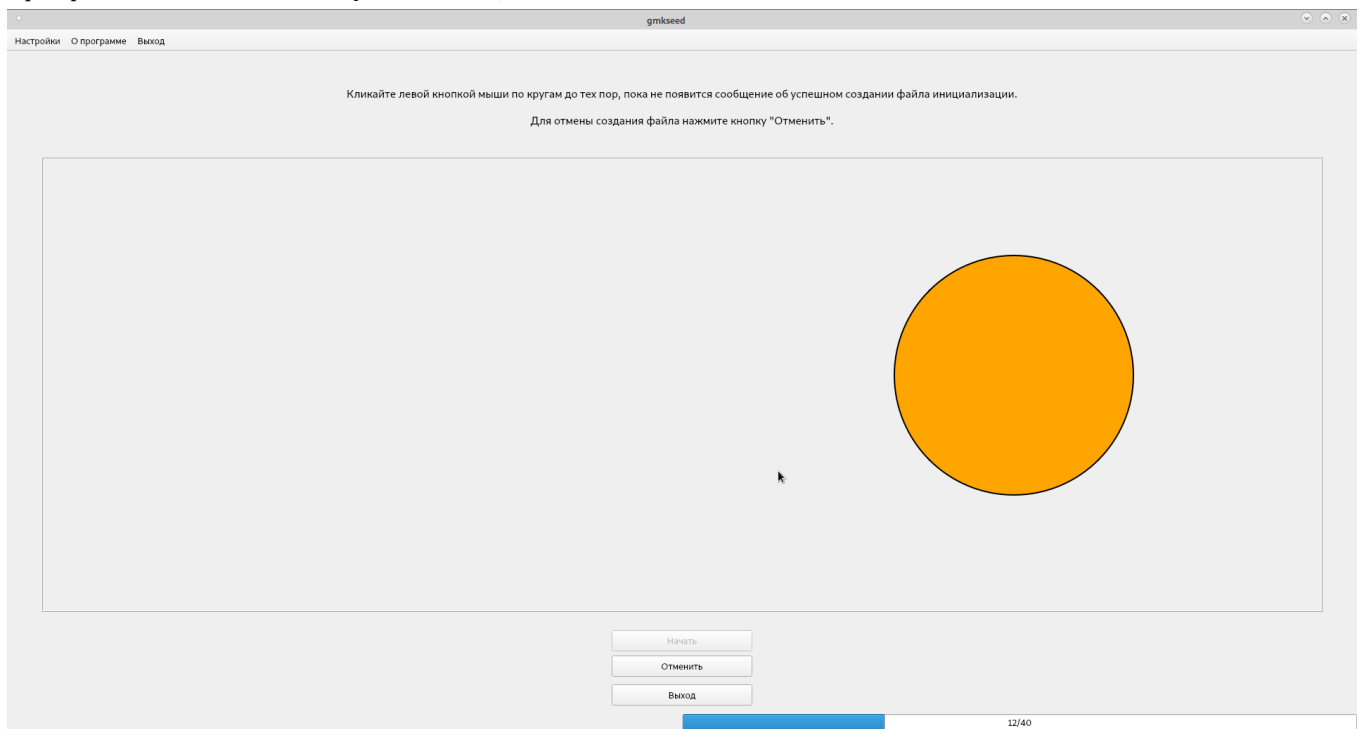 gmkseed
Настройки О программе Выход
Кликайте левой кнопкой мыши по кругам до тех пор, пока не появится сообщение об успешном создании файла инициализации.
Для отмены создания файла нажмите кнопку "Отменить".
Начать
Отменить
Выход
12/40